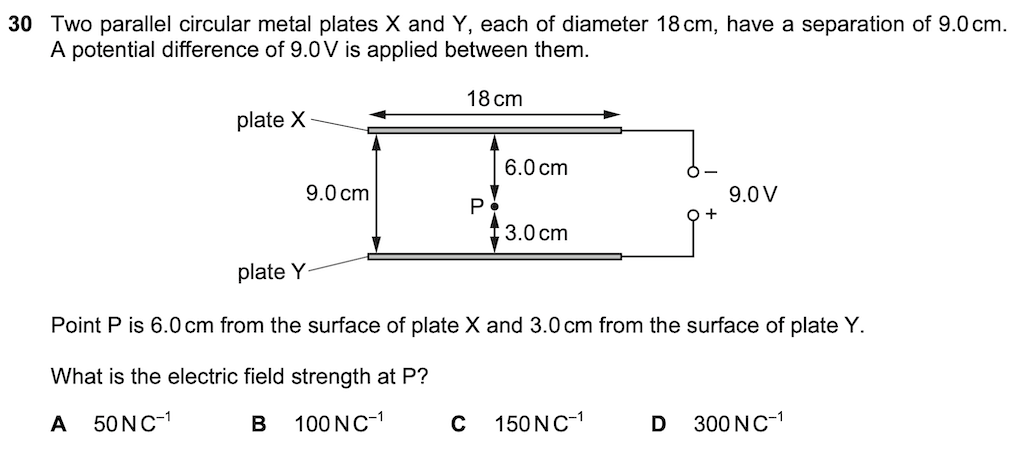 30 Two parallel circular metal plates X and Y, each of diameter 18 cm, have a separation of 9.0 cm.
A potential difference of 9.0 V is applied between them.
18 cm
plate X
6.0 cm
–
9.0 cm
9.0 V
P
+
3.0 cm
plate Y
Point P is 6.0 cm from the surface of plate X and 3.0 cm from the surface of plate Y.
What is the electric field strength at P?
A 50 N C⁻¹ B 100 N C⁻¹ C 150 N C⁻¹ D 300 N C⁻¹